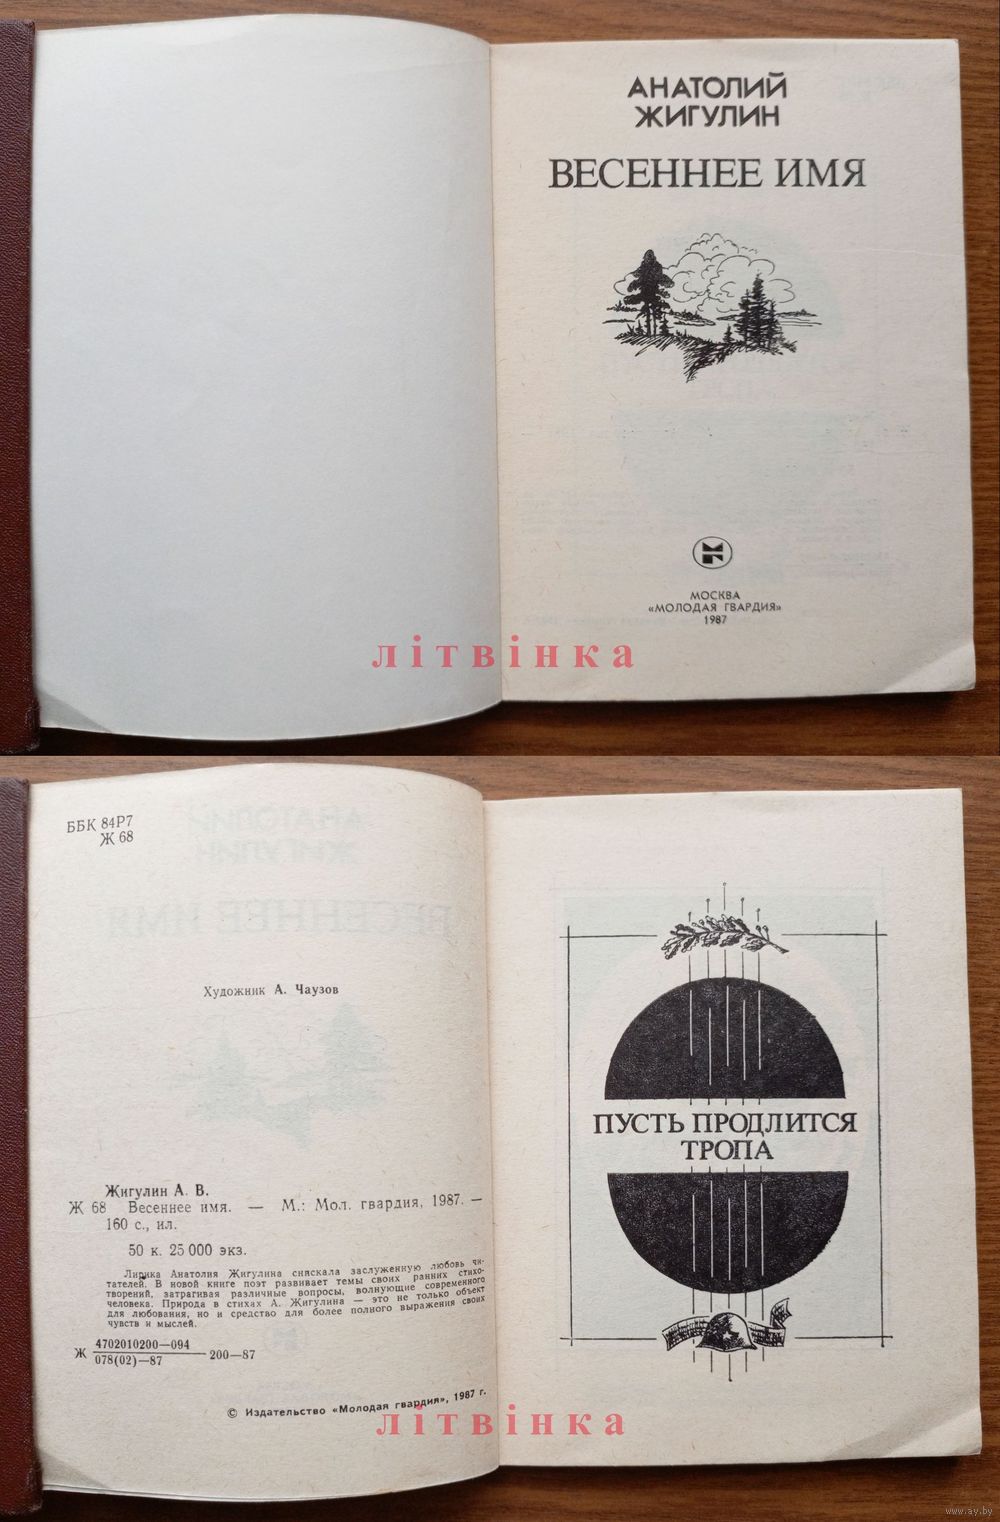 АНАТОЛИЙ
ЖИГУЛИН
ВЕСЕННЕЕ ИМЯ
МОСКВА
«МОЛОДАЯ ГВАРДИЯ»
1987
літвінка
ББК 84Р7
Ж 68
Художник А. Чаузов
Жигулин А. В.
Ж 68 Весеннее имя. — М.: Мол. гвардия, 1987. —
160 с., ил.
50 к. 25 000 экз.
Лирика Анатолия Жигулина снискала заслуженную любовь чи-
тателей. В новой книге поэт развивает темы своих ранних стихо-
творений, затрагивая различные вопросы, волнующие современного
человека. Природа в стихах А. Жигулина — это не только объект
для любования, но и средство для более полного выражения своих
чувств и мыслей.
Ж 4702010200—094
078(02)—87 200—87
© Издательство «Молодая гвардия», 1987 г.
ПУСТЬ ПРОДЛИТСЯ
ТРОПА
літвінка
www.ay.by